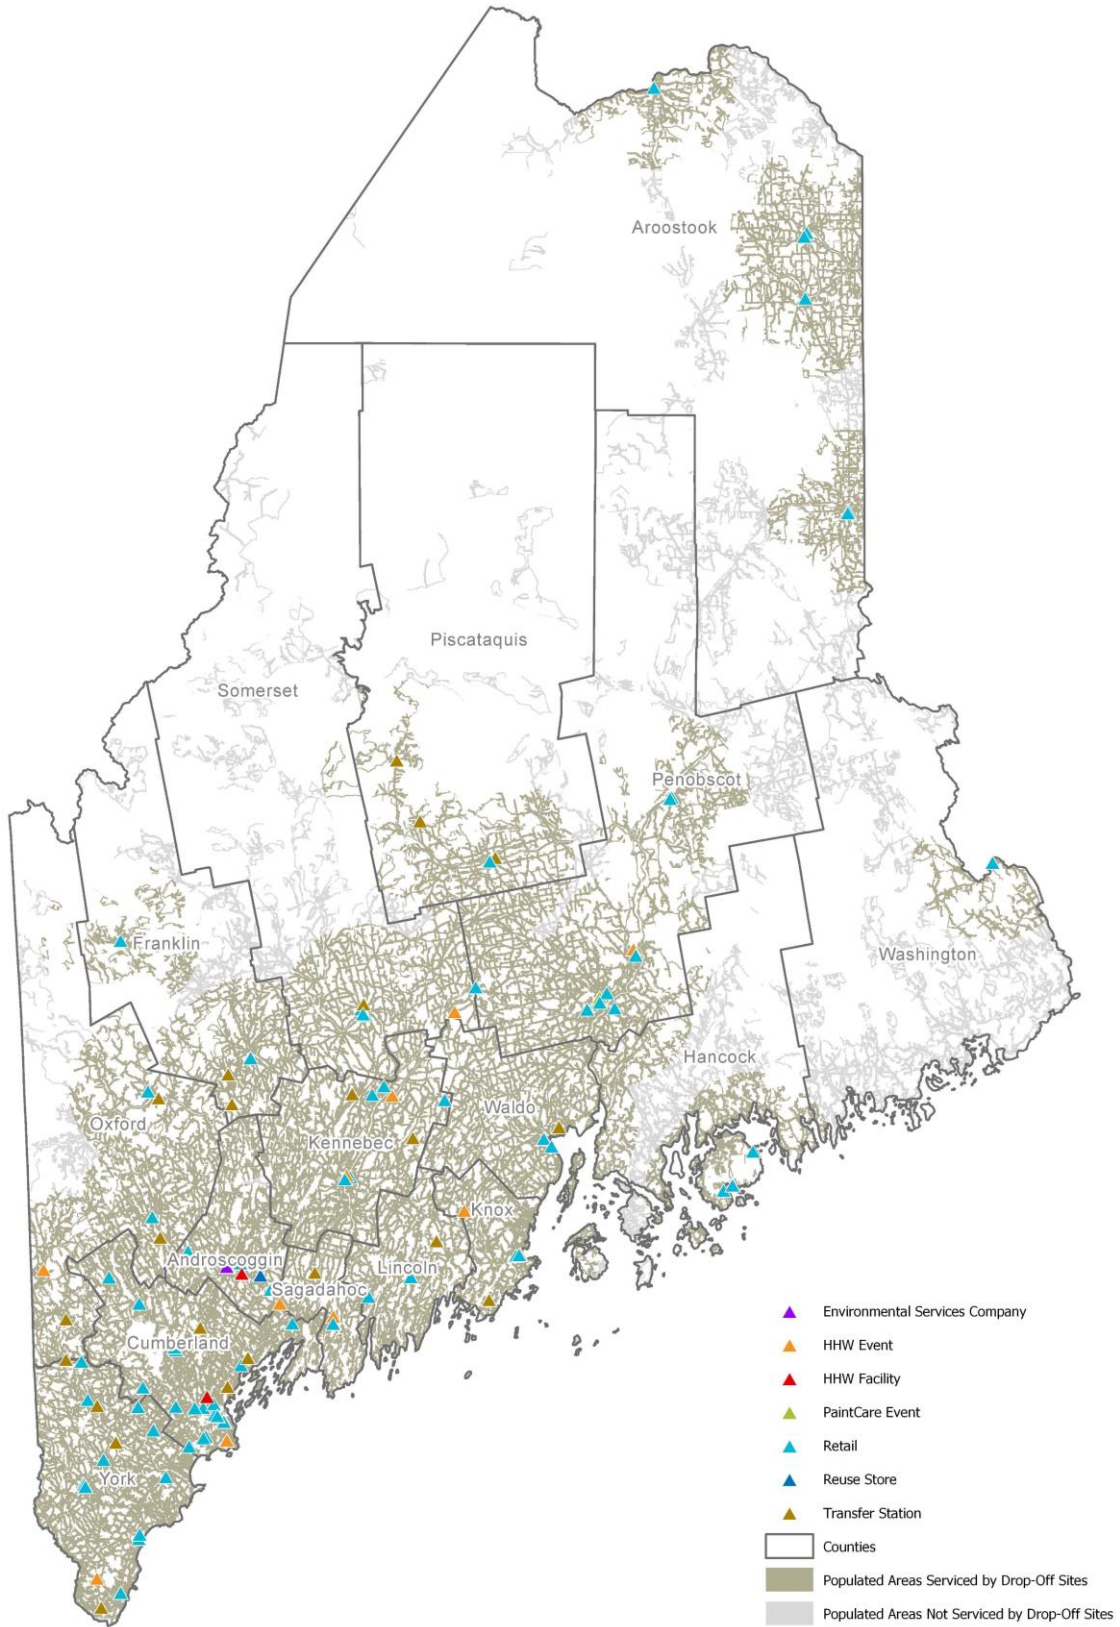 Aroostook
Piscataquis
Somerset
Penobscot
Franklin
Washington
Hancock
Waldo
Oxford
Kennebec
Knox
Androscoggin
Lincoln
Sagadahoc
Cumberland
York
Environmental Services Company
HHW Event
HHW Facility
PaintCare Event
Retail
Reuse Store
Transfer Station
Counties
Populated Areas Serviced by Drop-Off Sites
Populated Areas Not Serviced by Drop-Off Sites